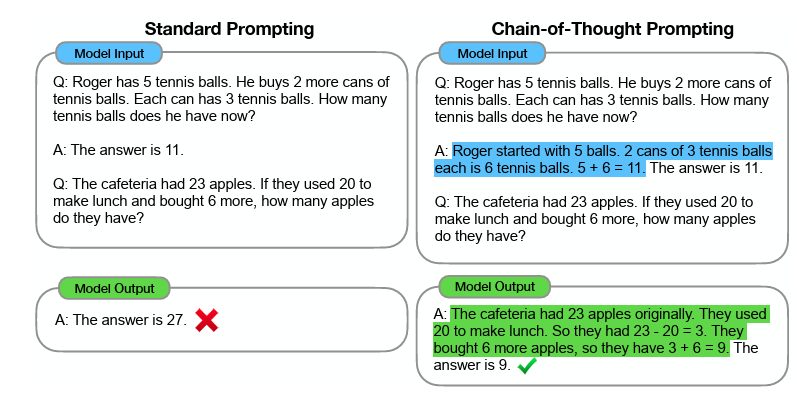 Standard Prompting
Model Input
Q: Roger has 5 tennis balls. He buys 2 more cans of
tennis balls. Each can has 3 tennis balls. How many
tennis balls does he have now?
A: The answer is 11.
Q: The cafeteria had 23 apples. If they used 20 to
make lunch and bought 6 more, how many apples
do they have?
Model Output
A: The answer is 27.
Chain-of-Thought Prompting
Model Input
Q: Roger has 5 tennis balls. He buys 2 more cans of
tennis balls. Each can has 3 tennis balls. How many
tennis balls does he have now?
A: Roger started with 5 balls. 2 cans of 3 tennis balls
each is 6 tennis balls. 5 + 6 = 11. The answer is 11.
Q: The cafeteria had 23 apples. If they used 20 to
make lunch and bought 6 more, how many apples
do they have?
Model Output
A: The cafeteria had 23 apples originally. They used
20 to make lunch. So they had 23 - 20 = 3. They
bought 6 more apples, so they have 3 + 6 = 9. The
answer is 9.